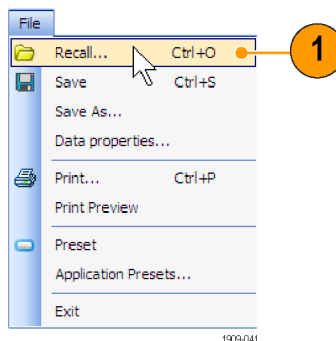 File
Recall... Ctrl+O 1
Save Ctrl+S
Save As...
Data properties...
Print... Ctrl+P
Print Preview
Preset
Application Presets...
Exit
1909-041